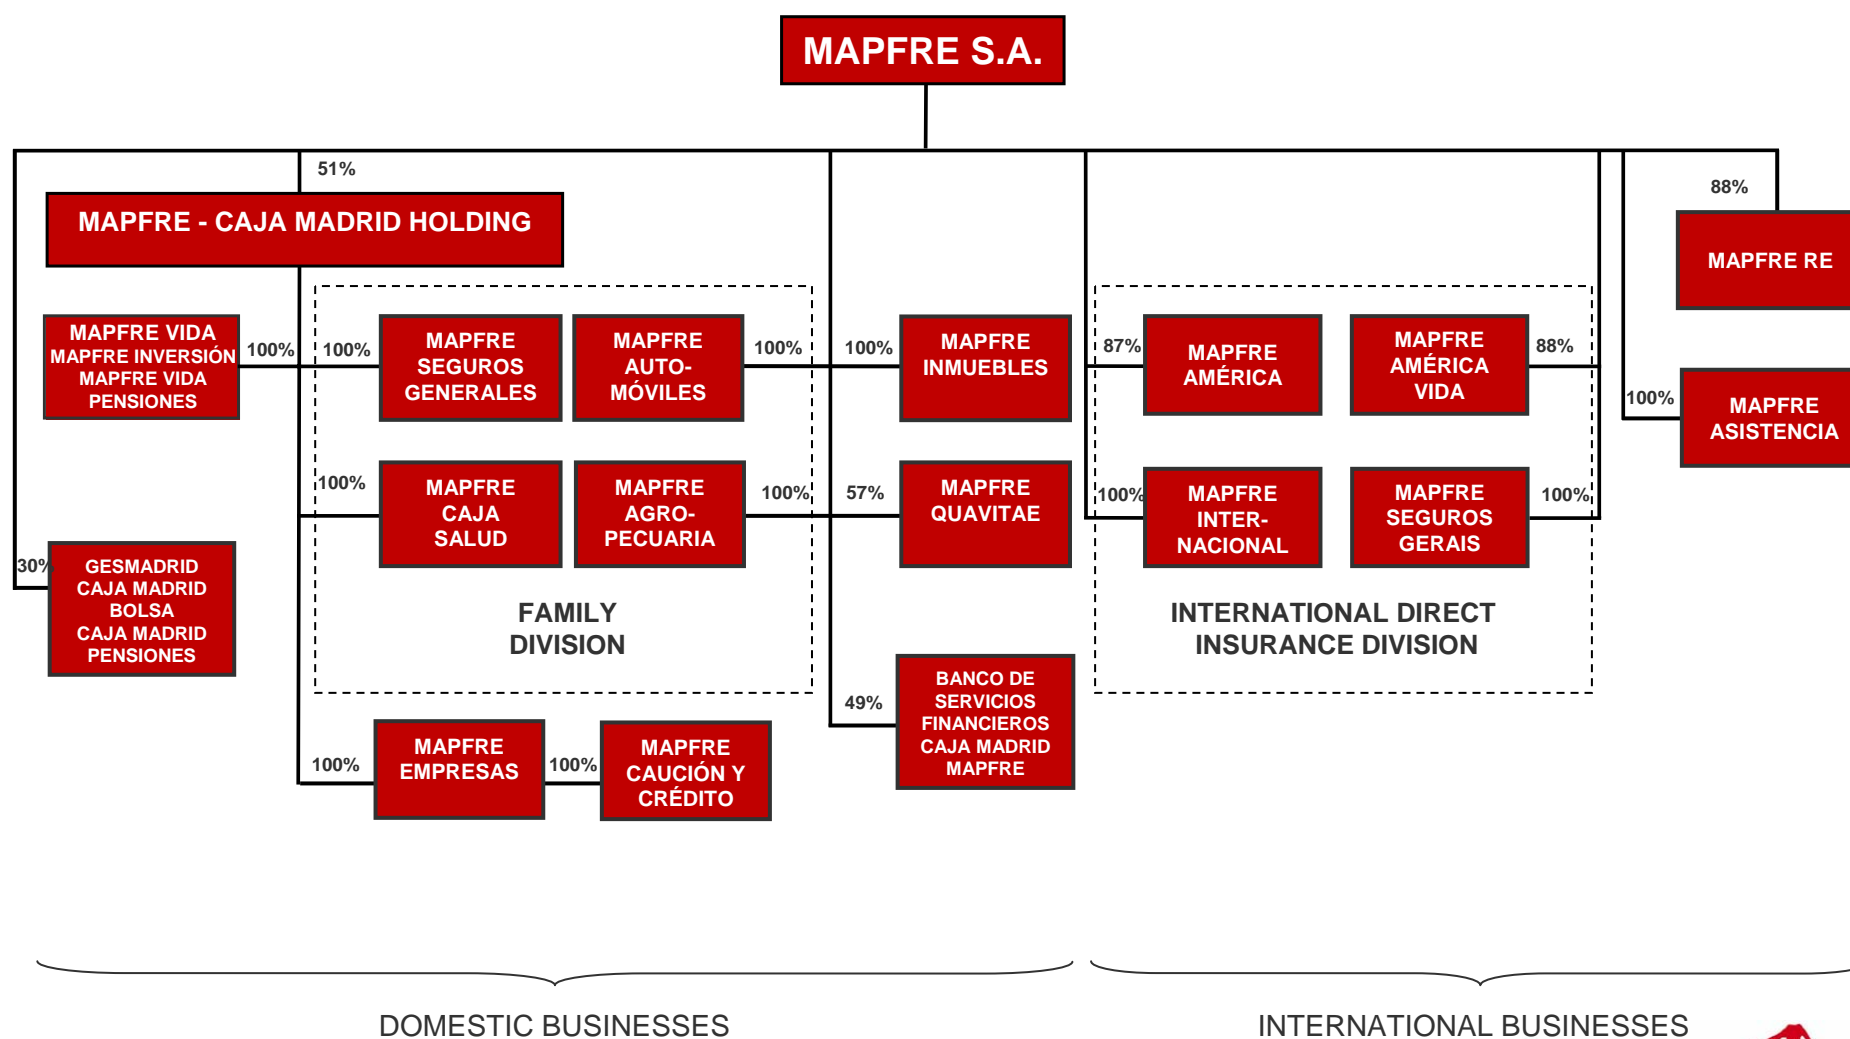 MAPFRE S.A.
51%
88%
MAPFRE - CAJA MADRID HOLDING
MAPFRE RE
MAPFRE VIDA
MAPFRE INVERSIÓN
MAPFRE VIDA
PENSIONES
100%
100%
MAPFRE
SEGUROS
GENERALES
MAPFRE
AUTO-
MÓVILES
100%
100%
MAPFRE
INMUEBLES
87%
MAPFRE
AMÉRICA
MAPFRE
AMÉRICA
VIDA
88%
100%
MAPFRE
ASISTENCIA
100%
MAPFRE
CAJA
SALUD
MAPFRE
AGRO-
PECUARIA
100%
57%
MAPFRE
QUAVITAE
100%
MAPFRE
INTER-
NACIONAL
MAPFRE
SEGUROS
GERAIS
100%
30%
GESMADRID
CAJA MADRID
BOLSA
CAJA MADRID
PENSIONES
FAMILY
DIVISION
INTERNATIONAL DIRECT
INSURANCE DIVISION
49%
BANCO DE
SERVICIOS
FINANCIEROS
CAJA MADRID
MAPFRE
100%
MAPFRE
EMPRESAS
100%
MAPFRE
CAUCIÓN Y
CRÉDITO
DOMESTIC BUSINESSES
INTERNATIONAL BUSINESSES